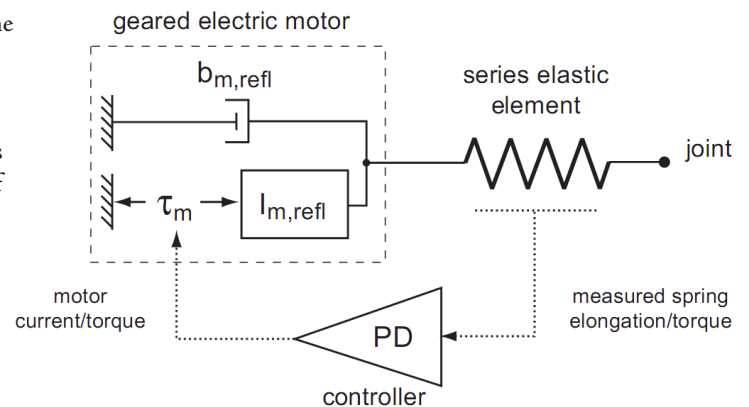 ne
geared electric motor
b_m,refl
series elastic
element
joint
s
f
τ_m
I_m,refl
motor
current/torque
measured spring
elongation/torque
PD
controller